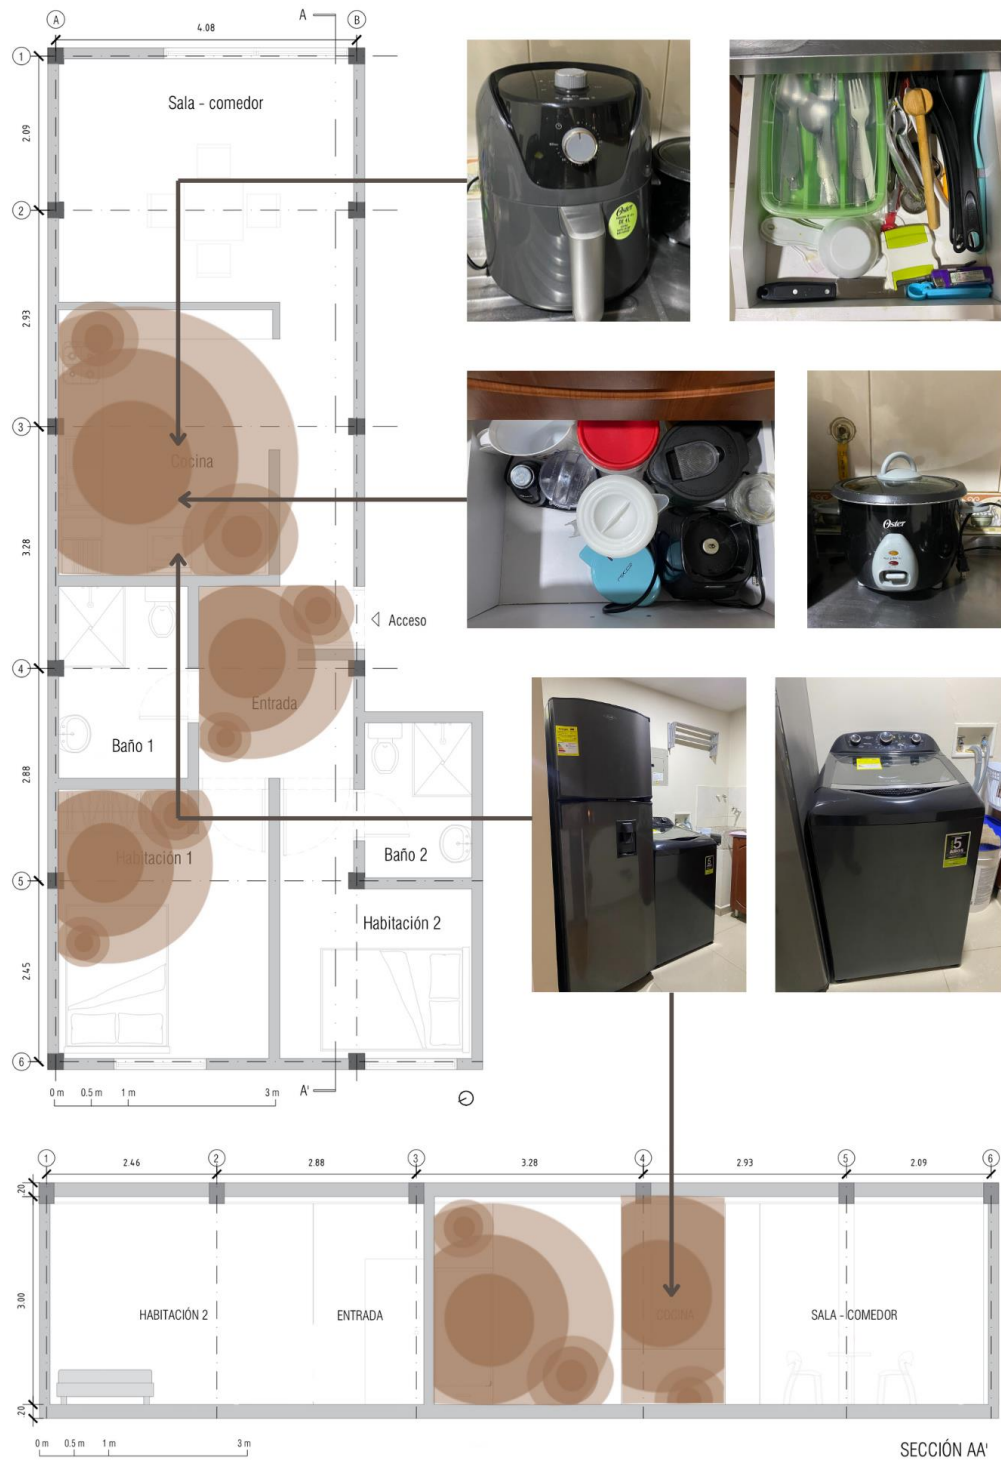 A
B
A
4.08
1
Sala - comedor
2.09
2
2.93
3
Cocina
3.28
Oster
Oster
Acceso
4
Entrada
Baño 1
2.88
Habitación 1
Baño 2
5
Habitación 2
2.45
5
6
A'
0 m 0.5 m 1 m 3 m
1 2.46 2 2.88 3 3.28 4 2.93 5 2.09 6
.20
3.00
HABITACIÓN 2
ENTRADA
COCINA
SALA - COMEDOR
.20
0 m 0.5 m 1 m 3 m
SECCIÓN AA'